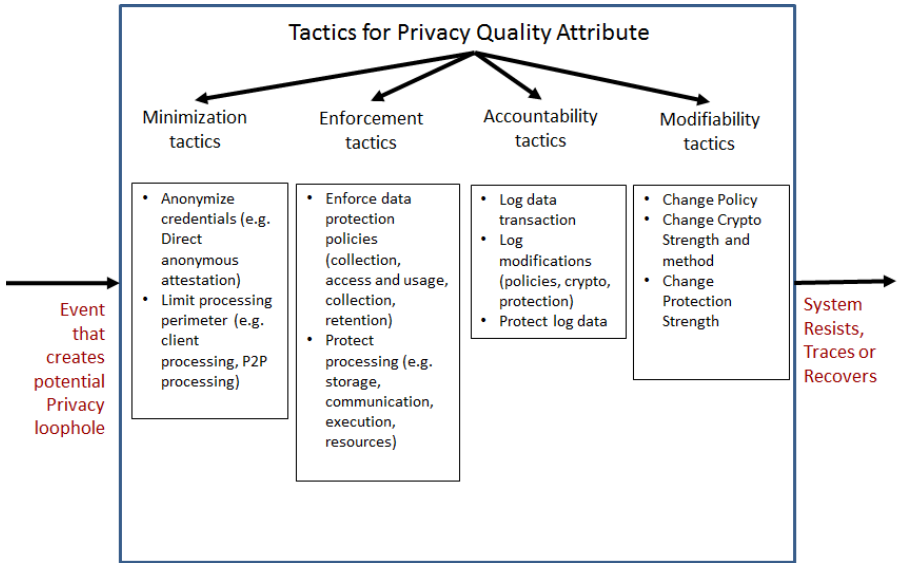 Tactics for Privacy Quality Attribute
Minimization
tactics
Enforcement
tactics
Accountability
tactics
Modifiability
tactics
• Anonymize
credentials (e.g.
Direct
anonymous
attestation)
• Limit processing
perimeter (e.g.
client
processing, P2P
processing)
• Enforce data
protection
policies
(collection,
access and usage,
collection,
retention)
• Protect
processing (e.g.
storage,
communication,
execution,
resources)
• Log data
transaction
• Log
modifications
(policies, crypto,
protection)
• Protect log data
• Change Policy
• Change Crypto
Strength and
method
• Change
Protection
Strength
Event
that
creates
potential
Privacy
loophole
System
Resists,
Traces or
Recovers